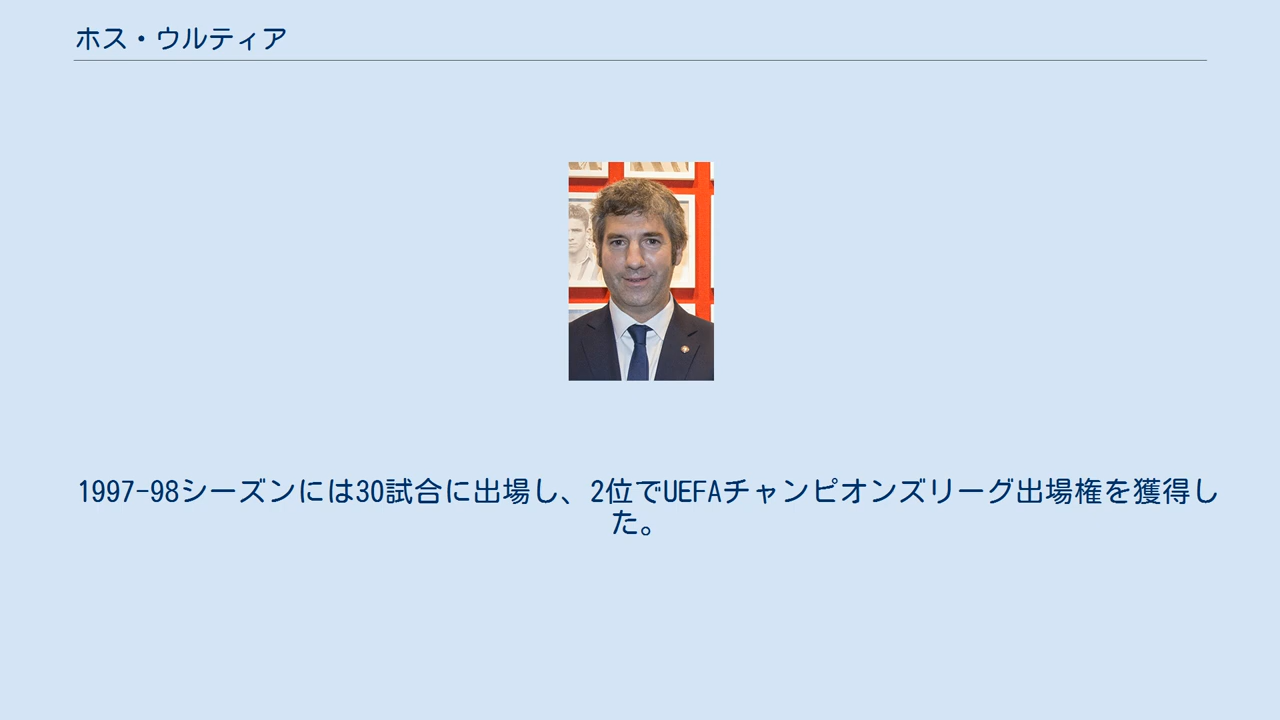 ホス・ウルティア
1997-98シーズンには30試合に出場し、2位でUEFAチャンピオンズリーグ出場権を獲得し
た。